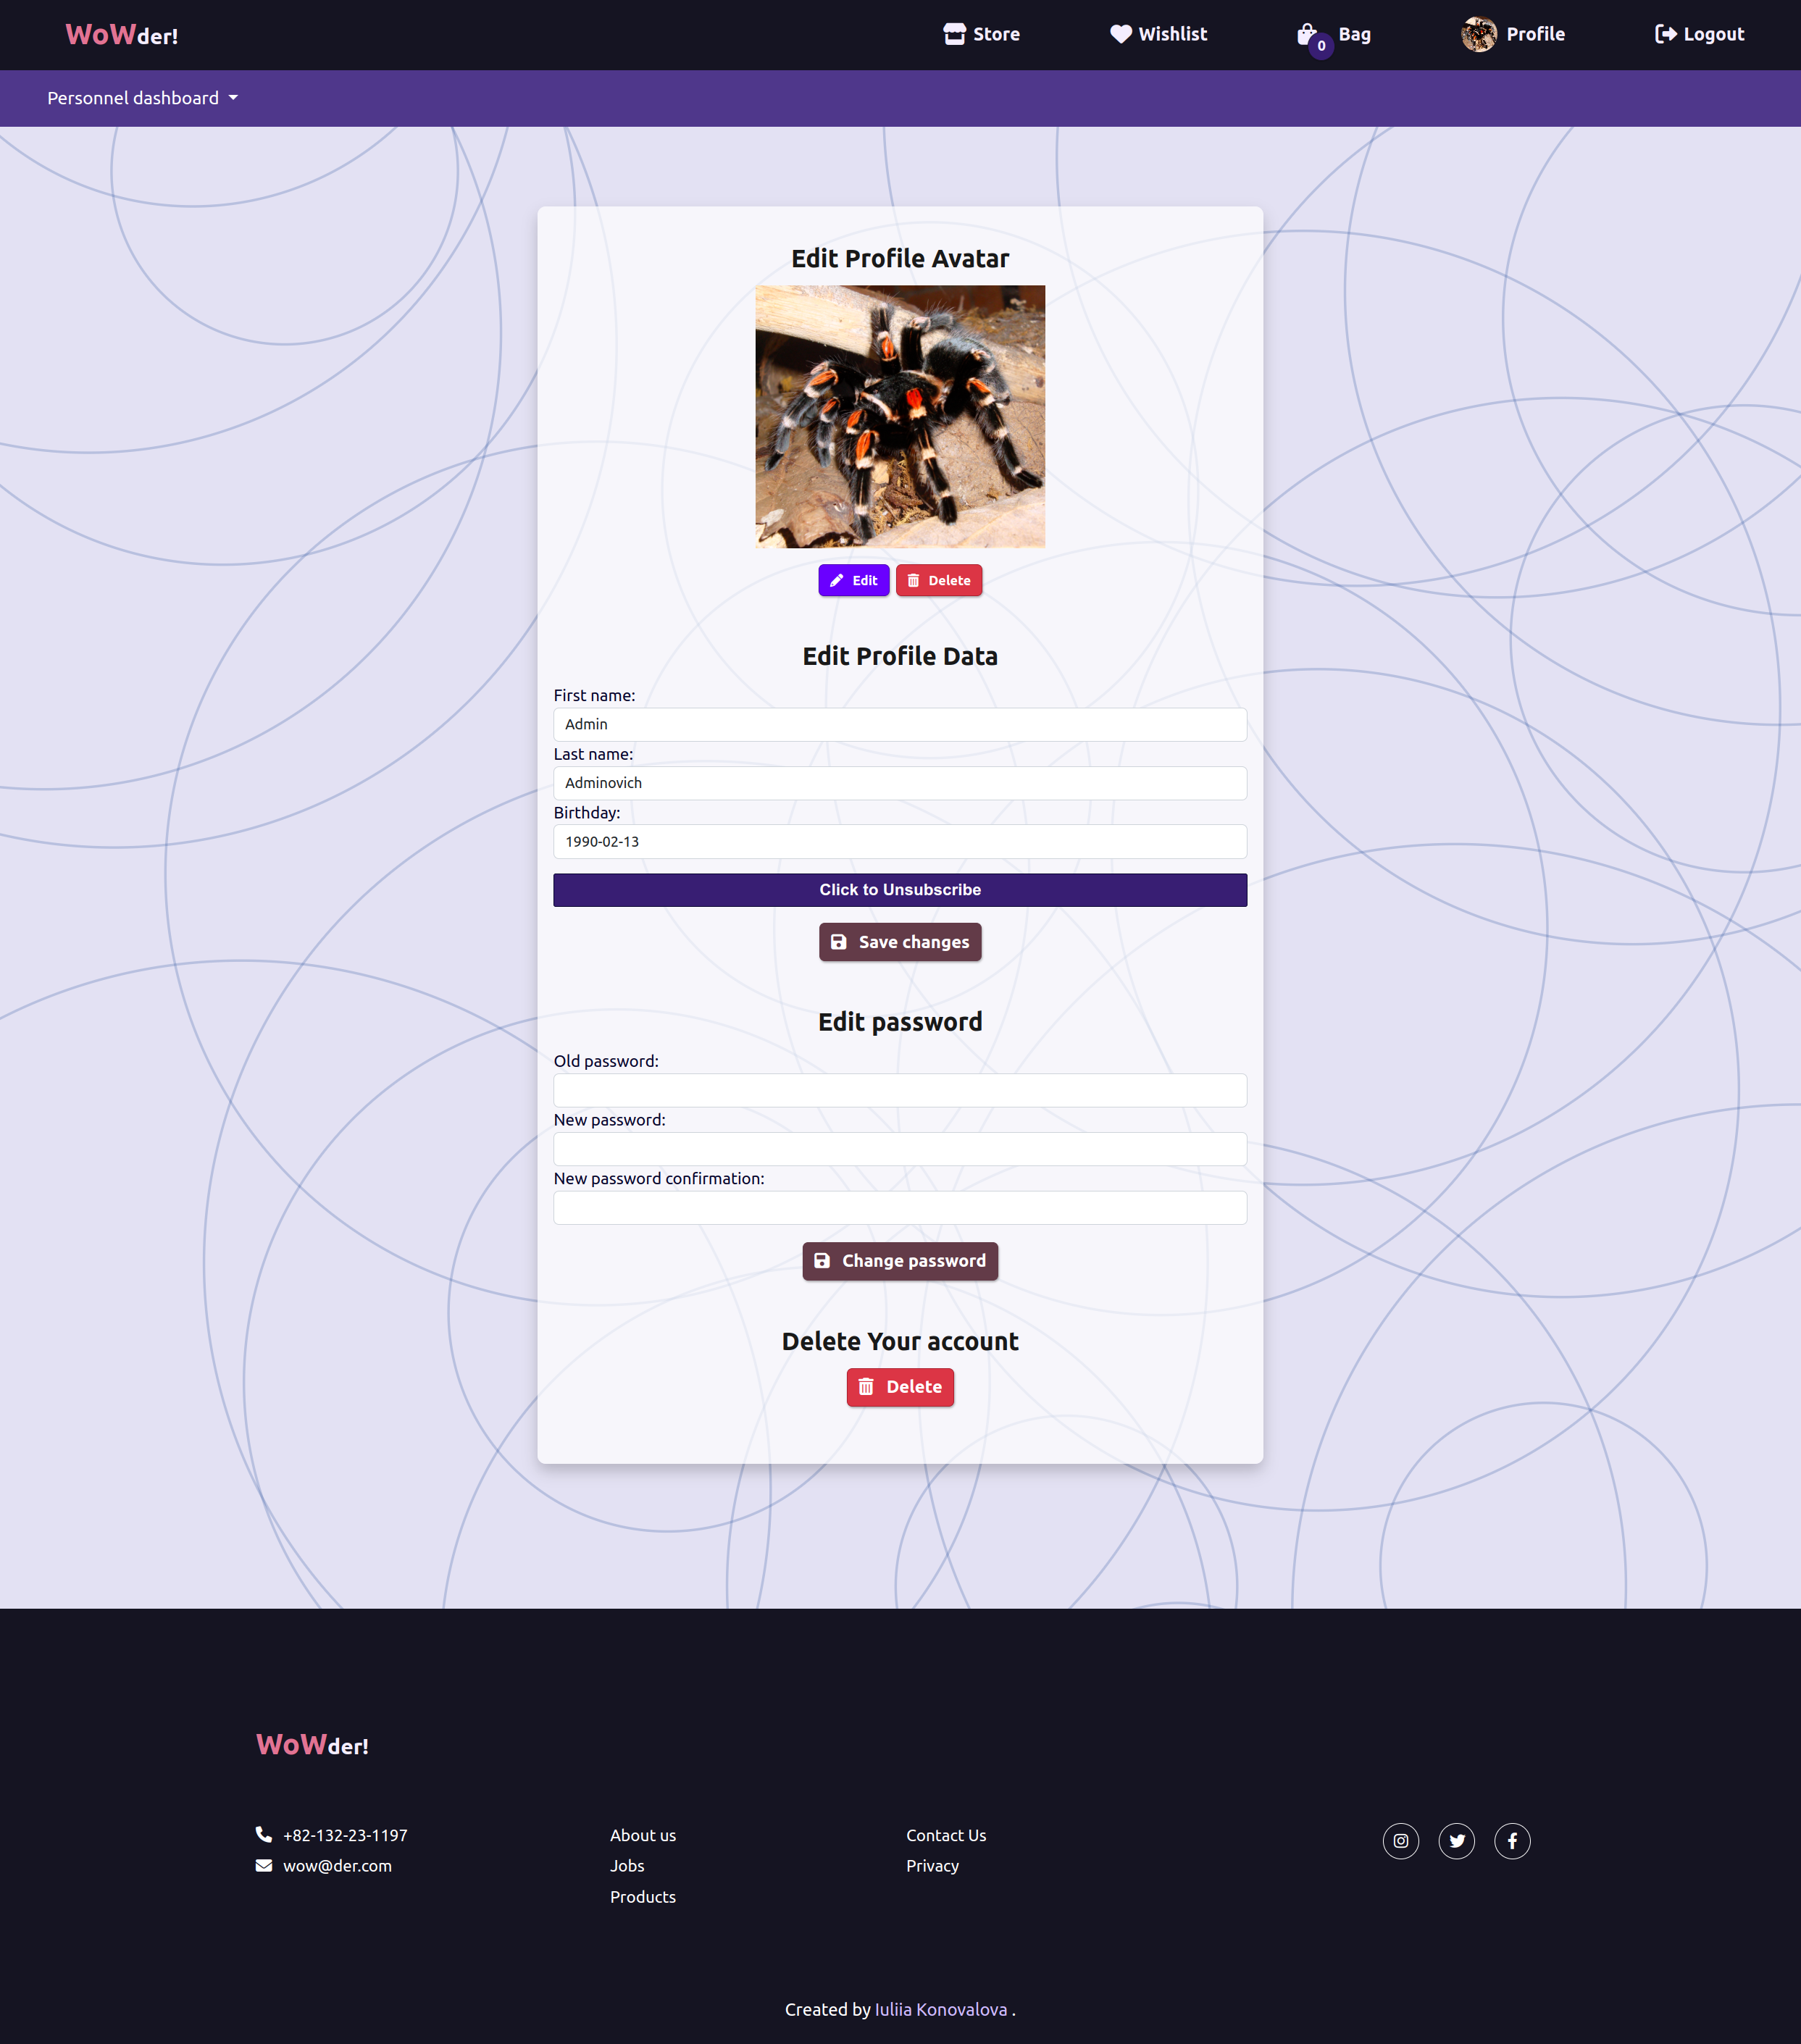 WoWder!
Store
Wishlist
0
Bag
Profile
Logout
Personnel dashboard
Edit Profile Avatar
Edit
Delete
Edit Profile Data
First name:
Admin
Last name:
Adminovich
Birthday:
1990-02-13
Click to Unsubscribe
Save changes
Edit password
Old password:
New password:
New password confirmation:
Change password
Delete Your account
Delete
WoWder!
+82-132-23-1197
wow@der.com
About us
Jobs
Products
Contact Us
Privacy
Created by Iuliia Konovalova .